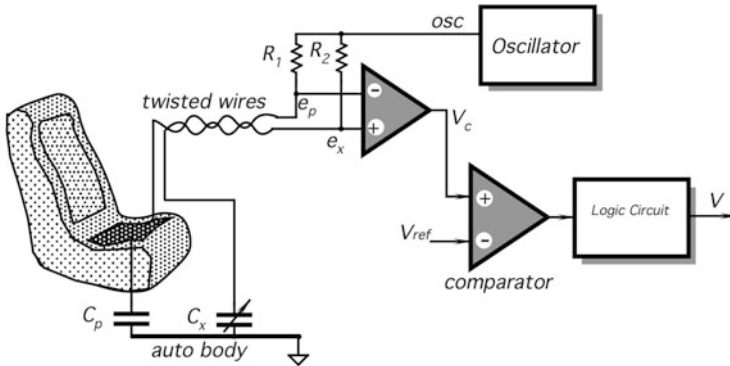 osc
Oscillator
R1
R2
twisted wires
ep
−
+
ex
Vc
+
−
Vref
comparator
Logic Circuit
V
Cp
Cx
auto body